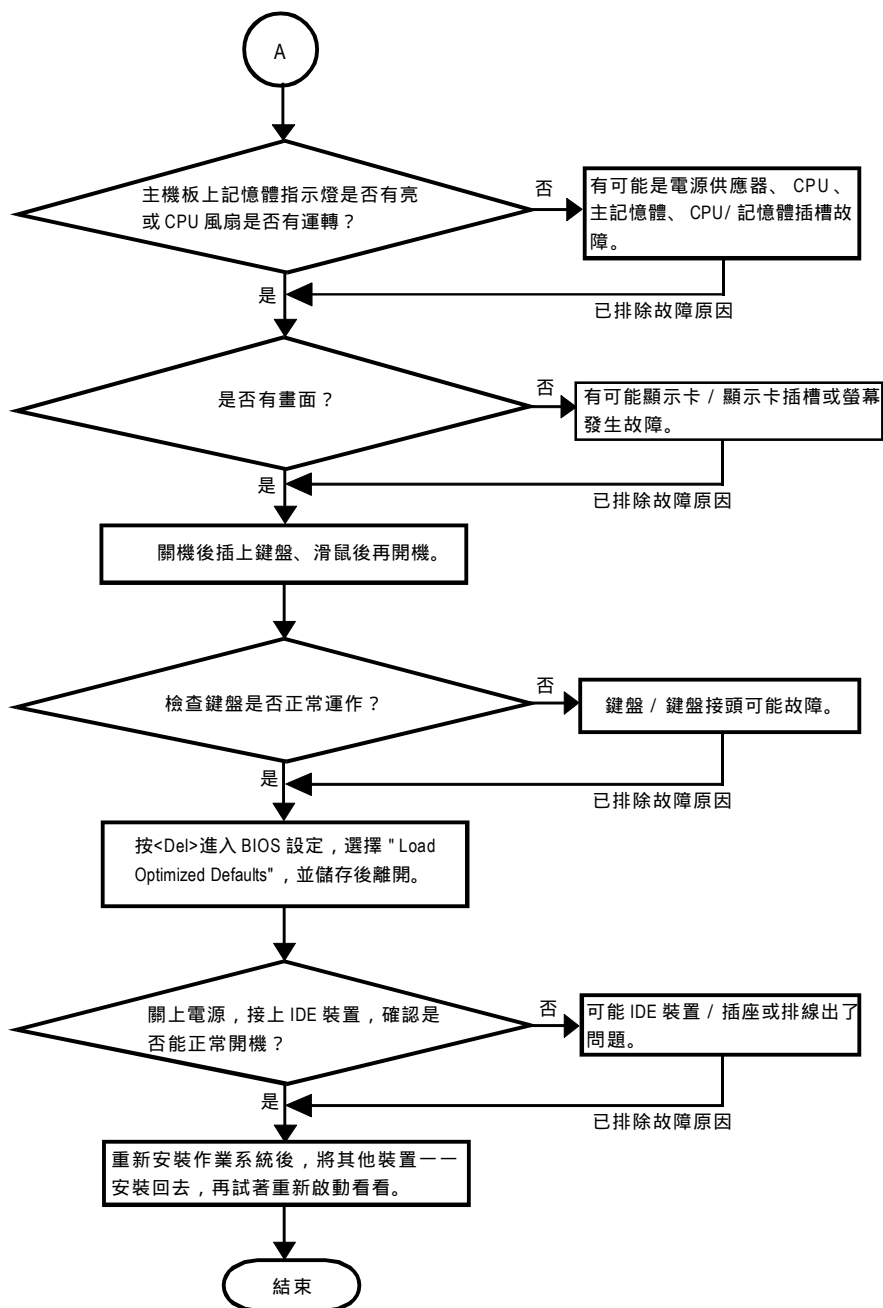 A
主機板上記憶體指示燈是否有亮
或 CPU 風扇是否有運轉？
否
有可能是電源供應器、 CPU 、
主記憶體、 CPU/ 記憶體插槽故
障。
是
已排除故障原因
是否有畫面？
否
有可能顯示卡 / 顯示卡插槽或螢幕
發生故障。
是
已排除故障原因
關機後插上鍵盤、滑鼠後再開機。
檢查鍵盤是否正常運作？
否
鍵盤 / 鍵盤接頭可能故障。
是
已排除故障原因
按<Del>進入 BIOS 設定，選擇 " Load
Optimized Defaults" ，並儲存後離開。
關上電源，接上 IDE 裝置，確認是
否能正常開機？
否
可能 IDE 裝置 / 插座或排線出了
問題。
是
已排除故障原因
重新安裝作業系統後，將其他裝置一一
安裝回去，再試著重新啟動看看。
結束